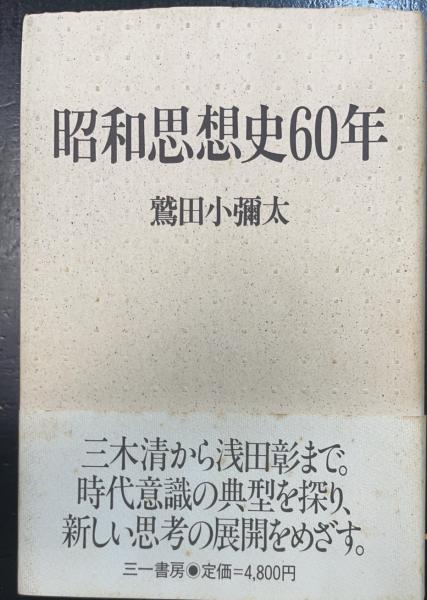 昭和思想史60年
鷲田小彌太
三木清から浅田彰まで。
時代意識の典型を探り、
新しい思考の展開をめざす。
三一書房◉定価=4,800円